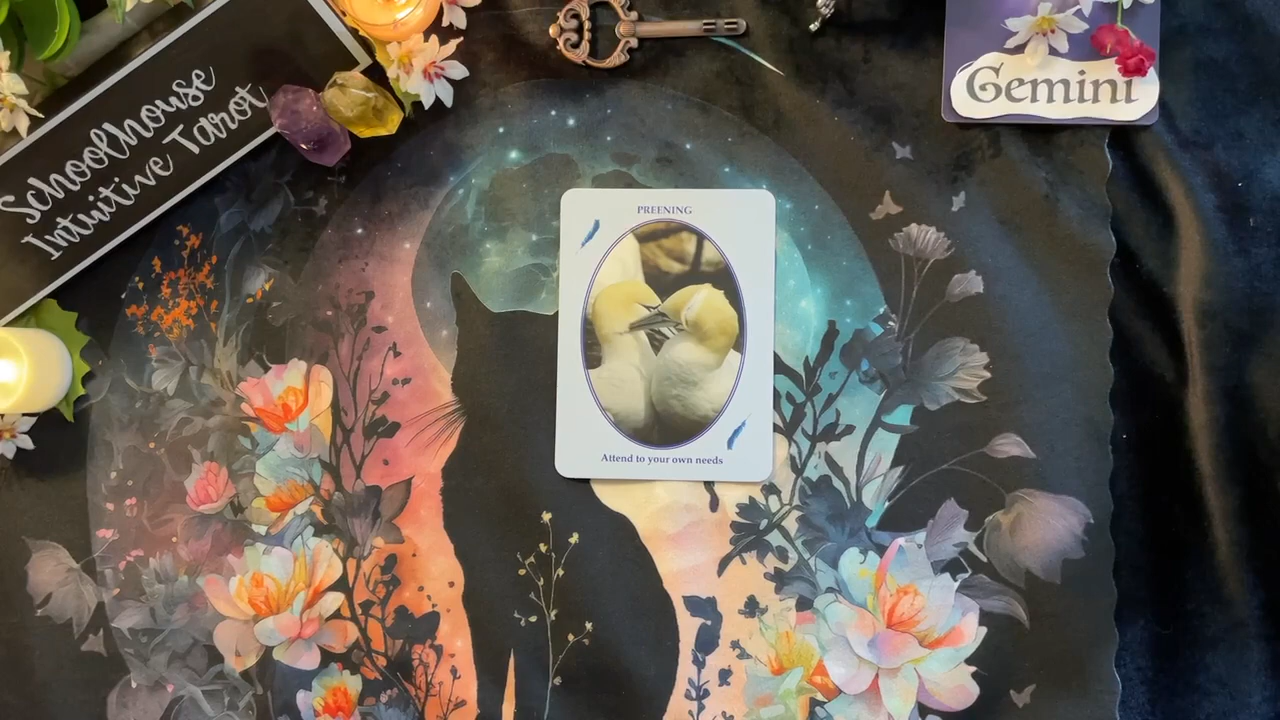 Schoolhouse
Intuitive Tarot
Gemini
PREENING
Attend to your own needs